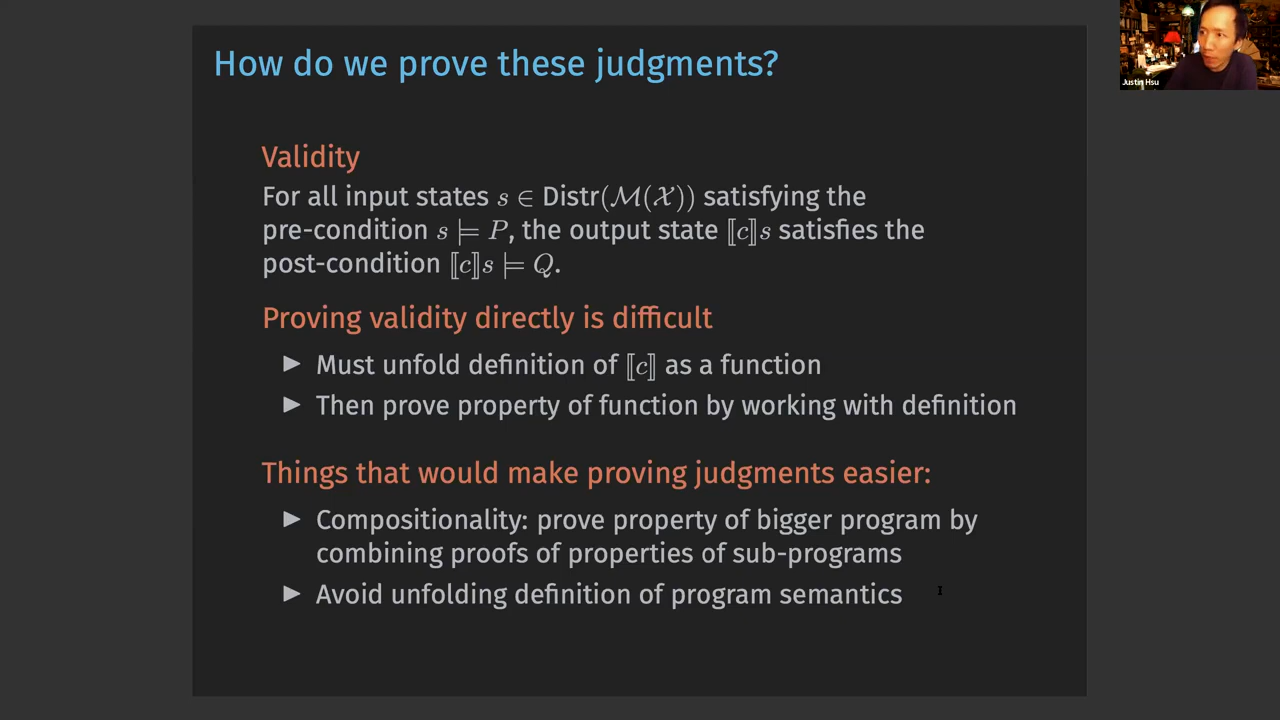 How do we prove these judgments?
Justin Hsu
Validity
For all input states s ∈ Distr(ℳ(𝒳)) satisfying the
pre-condition s ⊨ P, the output state ⟦c⟧s satisfies the
post-condition ⟦c⟧s ⊨ Q.
Proving validity directly is difficult
▶ Must unfold definition of ⟦c⟧ as a function
▶ Then prove property of function by working with definition
Things that would make proving judgments easier:
▶ Compositionality: prove property of bigger program by
combining proofs of properties of sub-programs
▶ Avoid unfolding definition of program semantics